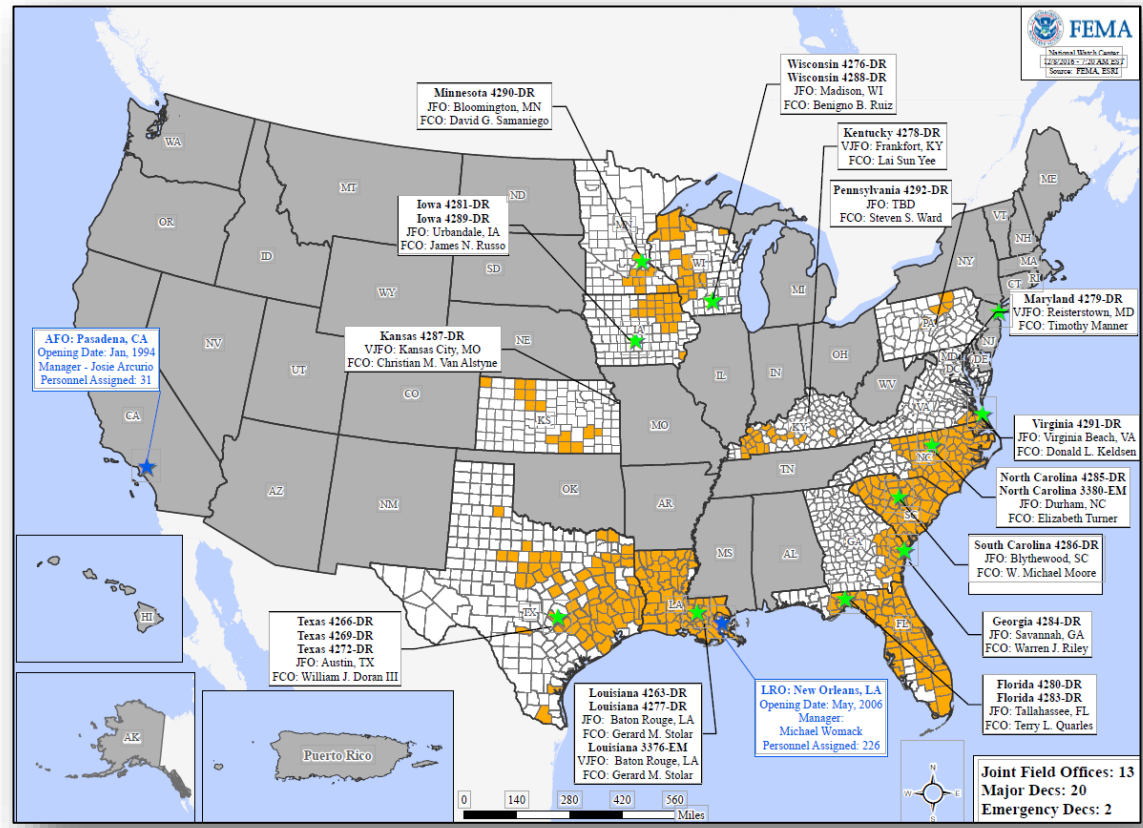 FEMA
National Watch Center
12/8/2016 - 7:20 AM EST
Source: FEMA, ESRI
Wisconsin 4276-DR
Wisconsin 4288-DR
JFO: Madison, WI
FCO: Benigno B. Ruiz
Minnesota 4290-DR
JFO: Bloomington, MN
FCO: David G. Samaniego
Kentucky 4278-DR
VJFO: Frankfort, KY
FCO: Lai Sun Yee
Pennsylvania 4292-DR
JFO: TBD
FCO: Steven S. Ward
Iowa 4281-DR
Iowa 4289-DR
JFO: Urbandale, IA
FCO: James N. Russo
Maryland 4279-DR
VJFO: Reisterstown, MD
FCO: Timothy Manner
Kansas 4287-DR
VJFO: Kansas City, MO
FCO: Christian M. Van Alstyne
AFO: Pasadena, CA
Opening Date: Jan, 1994
Manager - Josie Arcurio
Personnel Assigned: 31
Virginia 4291-DR
JFO: Virginia Beach, VA
FCO: Donald L. Keldsen
North Carolina 4285-DR
North Carolina 3380-EM
JFO: Durham, NC
FCO: Elizabeth Turner
South Carolina 4286-DR
JFO: Blythewood, SC
FCO: W. Michael Moore
Georgia 4284-DR
JFO: Savannah, GA
FCO: Warren J. Riley
Texas 4266-DR
Texas 4269-DR
Texas 4272-DR
JFO: Austin, TX
FCO: William J. Doran III
Louisiana 4263-DR
Louisiana 4277-DR
JFO: Baton Rouge, LA
FCO: Gerard M. Stolar
Louisiana 3376-EM
VJFO: Baton Rouge, LA
FCO: Gerard M. Stolar
LRO: New Orleans, LA
Opening Date: May, 2006
Manager:
Michael Womack
Personnel Assigned: 226
Florida 4280-DR
Florida 4283-DR
JFO: Tallahassee, FL
FCO: Terry L. Quarles
WA
MT
ND
MN
OR
ID
SD
WY
WI
MI
ME
VT
NH
NY
MA
CT
RI
NV
UT
CO
NE
IA
IL
IN
OH
PA
NJ
MD
DE
DC
WV
VA
CA
KS
MO
KY
AZ
NM
OK
AR
TN
NC
SC
MS
AL
GA
TX
LA
FL
HI
AK
Puerto Rico
0 140 280 420 560
Miles
N
W E
S
Joint Field Offices: 13
Major Decs: 20
Emergency Decs: 2